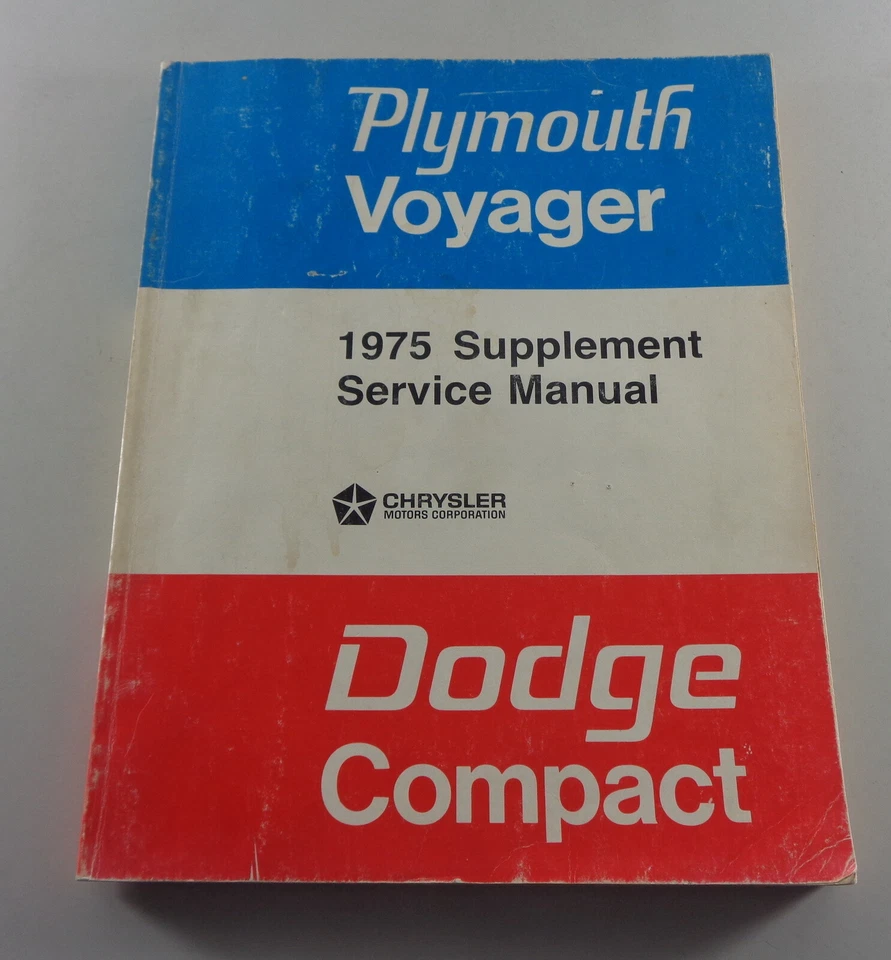 Plymouth
Voyager
1975 Supplement
Service Manual
CHRYSLER
MOTORS CORPORATION
Dodge
Compact